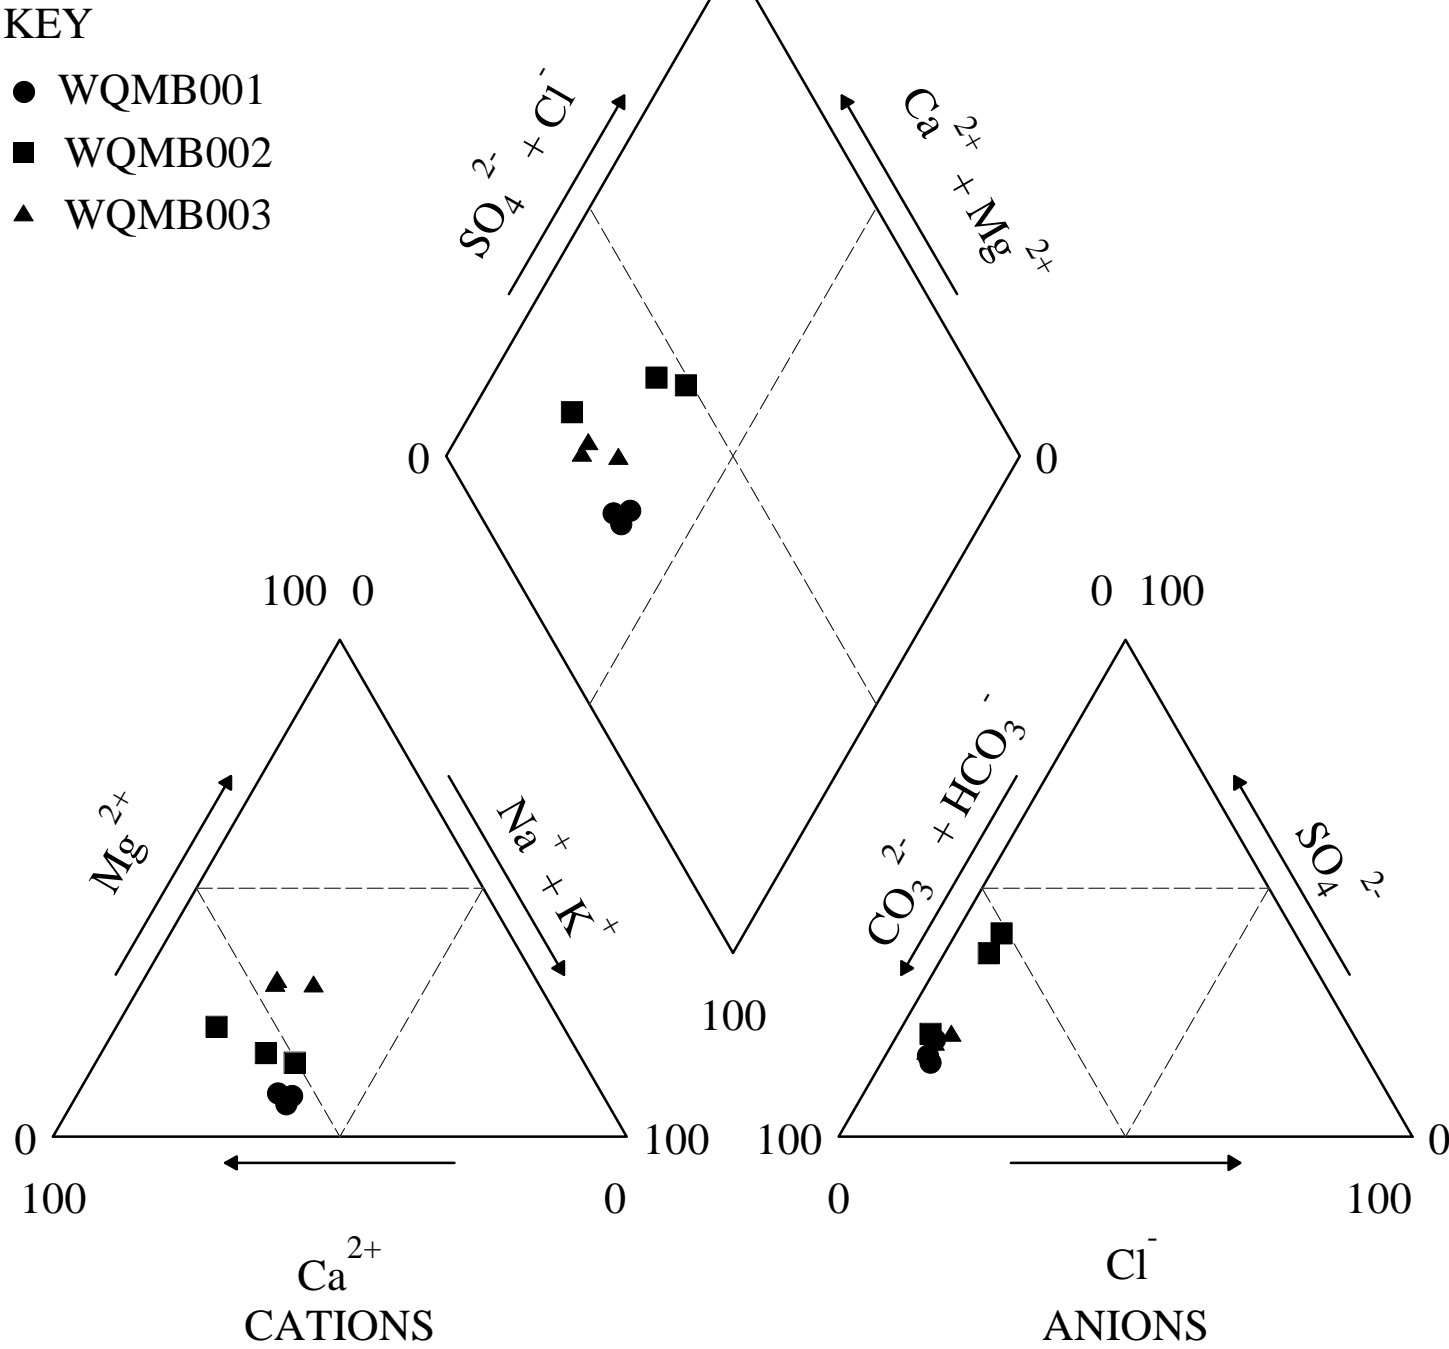 KEY
WQMB001
WQMB002
WQMB003
SO4 2- + Cl -
Ca 2+ + Mg 2+
0
0
100 0
0 100
Mg 2+
Na + + K +
CO3 2- + HCO3 -
SO4 2-
100
0
100
100
0
100
0
0
100
Ca 2+
Cl -
CATIONS
ANIONS